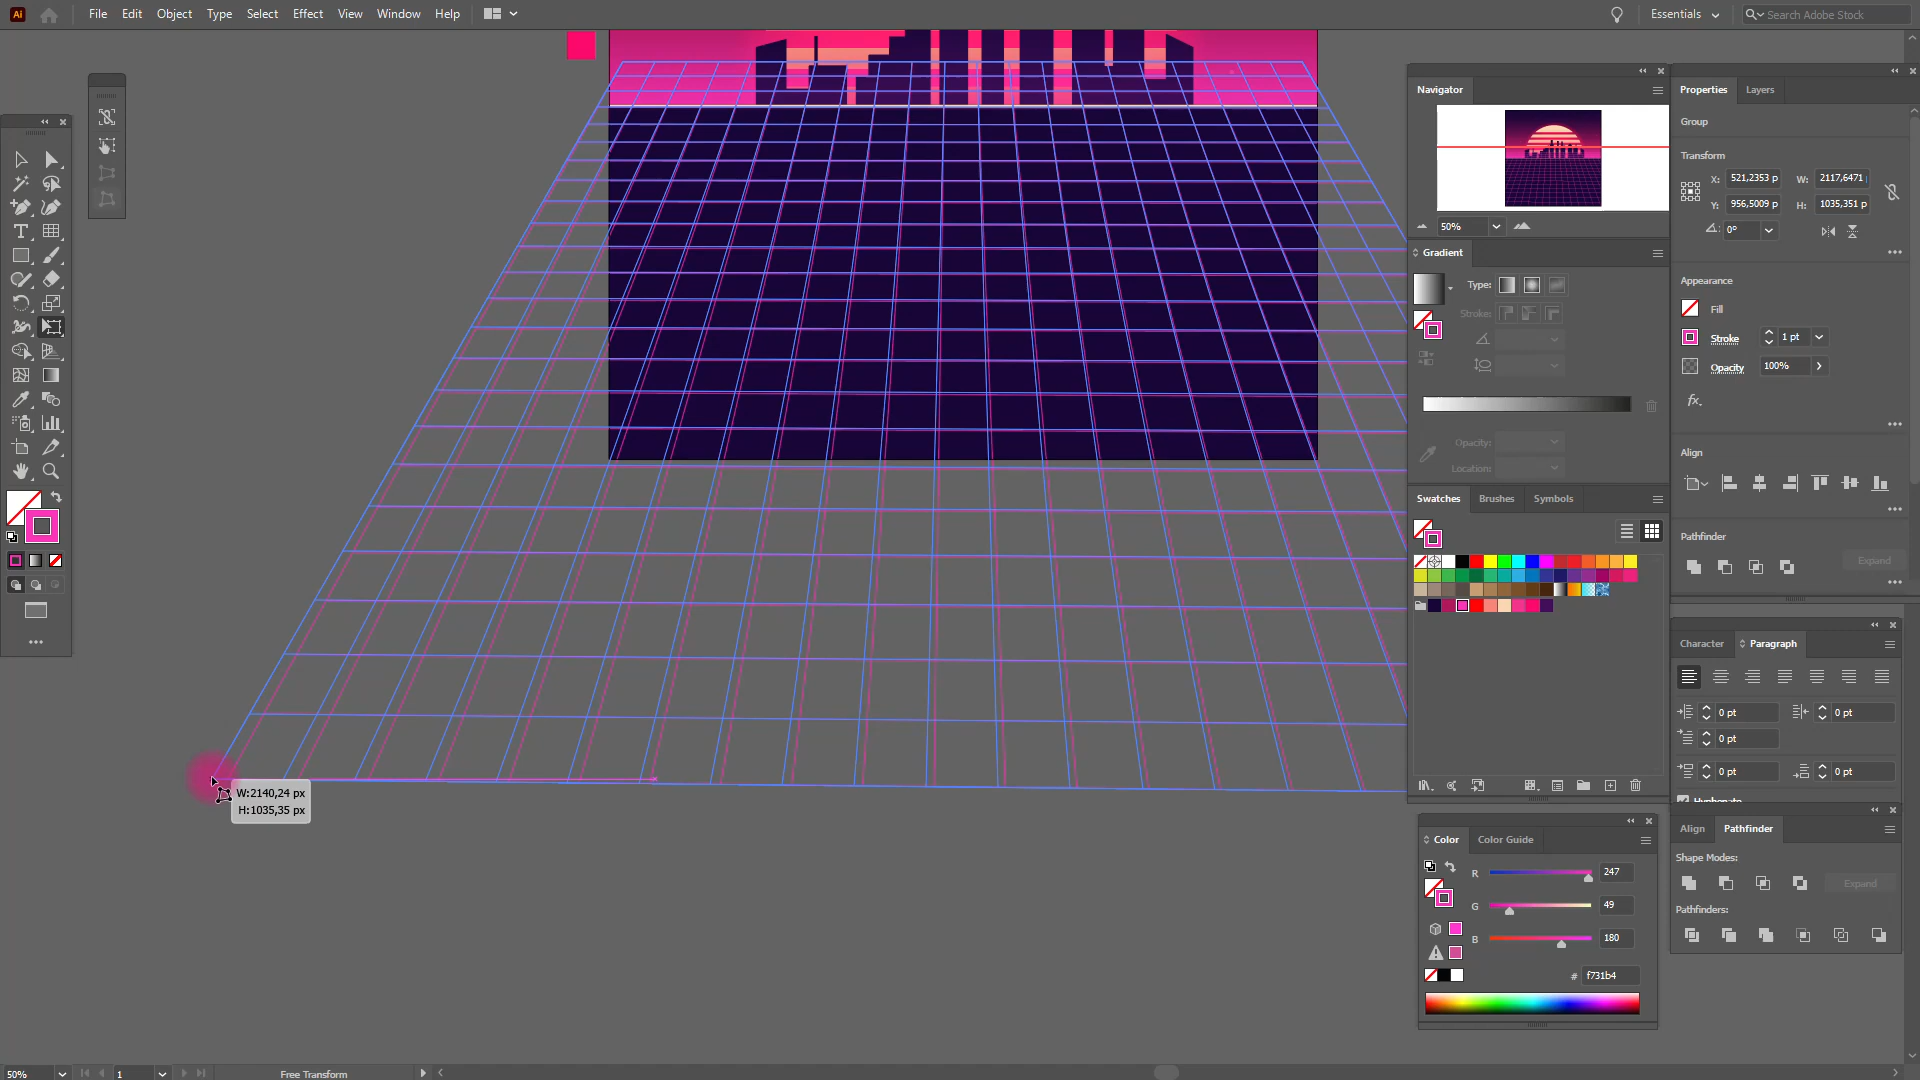 Ai File Edit Object Type Select Effect View Window Help Essentials Search Adobe Stock
Navigator
50%
Gradient
Type:
Stroke:
Opacity:
Location:
Swatches Brushes Symbols
Color Color Guide
R 247
G 49
B 180
# f731b4
Properties Layers
Group
Transform
X: 521,2353 p W: 2117,6471
Y: 956,5009 p H: 1035,351 p
0°
Appearance
Fill
Stroke 1 pt
Opacity 100%
fx.
Align
Pathfinder
Expand
Character Paragraph
0 pt 0 pt
0 pt
0 pt 0 pt
Hyphenate
Align Pathfinder
Shape Modes:
Expand
Pathfinders:
W:2140,24 px
H:1035,35 px
50% 1 Free Transform